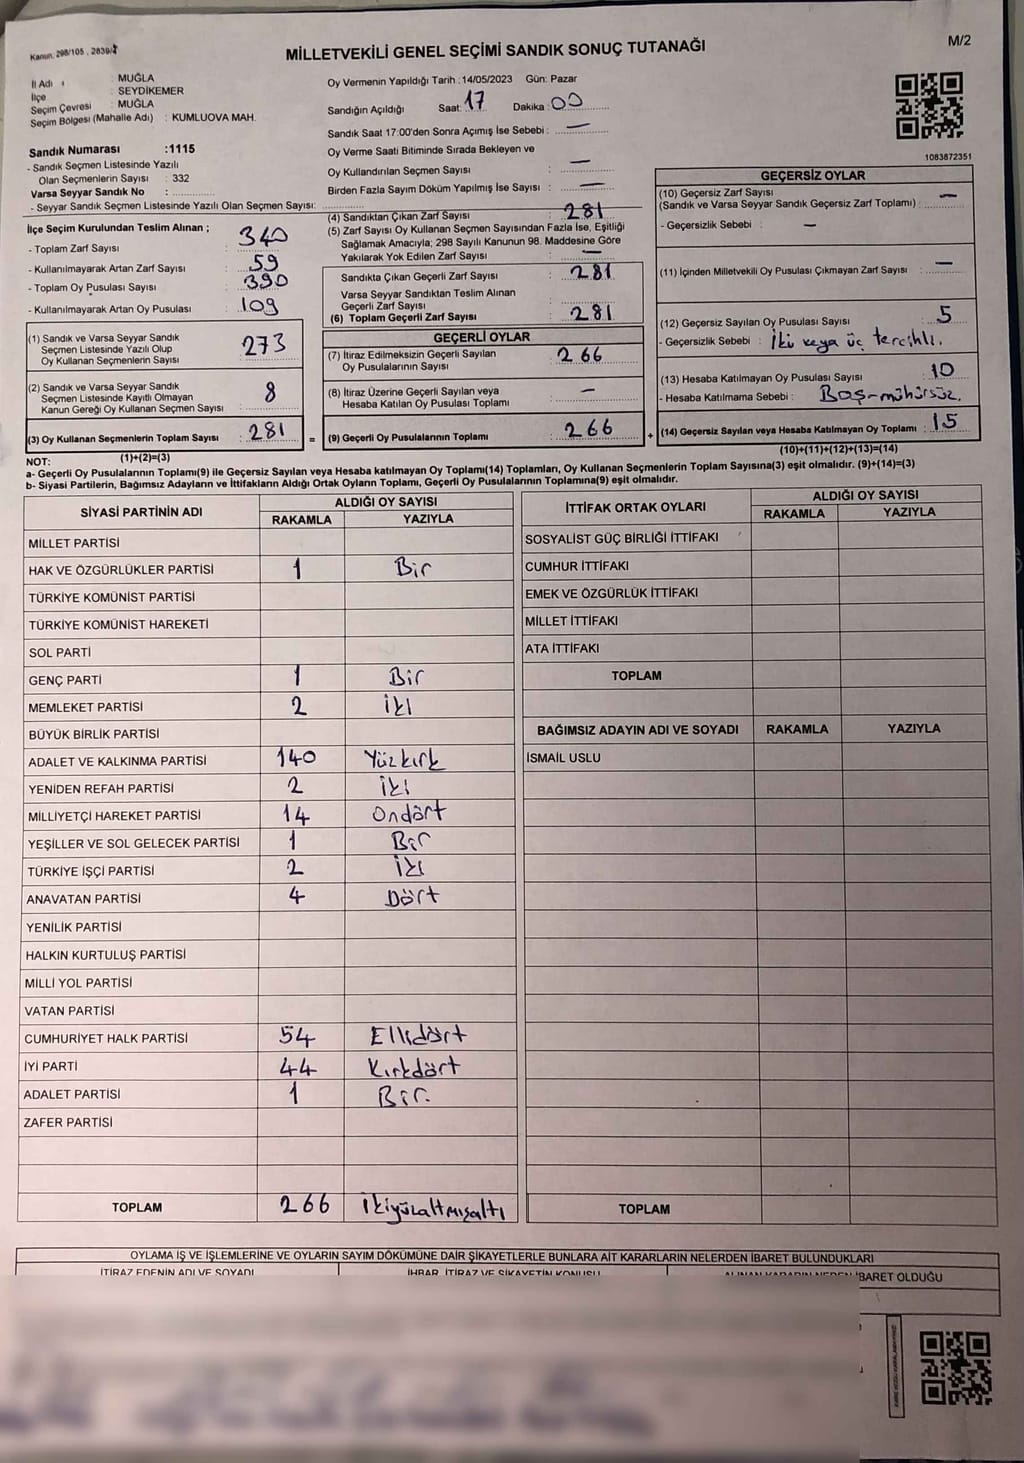 Kanun. 298/105 , 2839/
MİLLETVEKİLİ GENEL SEÇİMİ SANDIK SONUÇ TUTANAĞI
M/2
İl Adı : MUĞLA
İlçe : SEYDİKEMER
Seçim Çevresi : MUĞLA
Seçim Bölgesi (Mahalle Adı) : KUMLUOVA MAH.
Sandık Numarası :1115
- Sandık Seçmen Listesinde Yazılı
Olan Seçmenlerin Sayısı : 332
Varsa Seyyar Sandık No : ............
- Seyyar Sandık Seçmen Listesinde Yazılı Olan Seçmen Sayısı: ............
Oy Vermenin Yapıldığı Tarih : 14/05/2023 Gün: Pazar
Sandığın Açıldığı Saat: 17 Dakika : 00
Sandık Saat 17:00'den Sonra Açımış İse Sebebi : —
Oy Verme Saati Bitiminde Sırada Bekleyen ve
Oy Kullandırılan Seçmen Sayısı : —
Birden Fazla Sayım Döküm Yapılmış İse Sayısı : —
1083872351
İlçe Seçim Kurulundan Teslim Alınan ;
- Toplam Zarf Sayısı : 340
- Kullanılmayarak Artan Zarf Sayısı : 59
- Toplam Oy Pusulası Sayısı : 390
- Kullanılmayarak Artan Oy Pusulası : 109
(1) Sandık ve Varsa Seyyar Sandık
Seçmen Listesinde Yazılı Olup
Oy Kullanan Seçmenlerin Sayısı : 273
(2) Sandık ve Varsa Seyyar Sandık
Seçmen Listesinde Kayıtlı Olmayan
Kanun Gereği Oy Kullanan Seçmen Sayısı : 8
(3) Oy Kullanan Seçmenlerin Toplam Sayısı : 281
(1)+(2)=(3)
(4) Sandıktan Çıkan Zarf Sayısı : 281
(5) Zarf Sayısı Oy Kullanan Seçmen Sayısından Fazla İse, Eşitliği
Sağlamak Amacıyla; 298 Sayılı Kanunun 98. Maddesine Göre
Yakılarak Yok Edilen Zarf Sayısı : —
Sandıkta Çıkan Geçerli Zarf Sayısı : 281
Varsa Seyyar Sandıktan Teslim Alınan
Geçerli Zarf Sayısı
(6) Toplam Geçerli Zarf Sayısı : 281
GEÇERLİ OYLAR
(7) İtiraz Edilmeksizin Geçerli Sayılan
Oy Pusulalarının Sayısı : 266
(8) İtiraz Üzerine Geçerli Sayılan veya
Hesaba Katılan Oy Pusulası Toplamı : —
= (9) Geçerli Oy Pusulalarının Toplamı : 266 +
GEÇERSİZ OYLAR
(10) Geçersiz Zarf Sayısı —
(Sandık ve Varsa Seyyar Sandık Geçersiz Zarf Toplamı) :
- Geçersizlik Sebebi : —
(11) İçinden Milletvekili Oy Pusulası Çıkmayan Zarf Sayısı : —
(12) Geçersiz Sayılan Oy Pusulası Sayısı : 5
- Geçersizlik Sebebi : İki veya üç tercihli.
(13) Hesaba Katılmayan Oy Pusulası Sayısı : 10
- Hesaba Katılmama Sebebi : Boş-mühürsüz.
(14) Geçersiz Sayılan veya Hesaba Katılmayan Oy Toplamı : 15
(10)+(11)+(12)+(13)=(14)
NOT:
a- Geçerli Oy Pusulalarının Toplamı(9) ile Geçersiz Sayılan veya Hesaba katılmayan Oy Toplamı(14) Toplamları, Oy Kullanan Seçmenlerin Toplam Sayısına(3) eşit olmalıdır. (9)+(14)=(3)
b- Siyasi Partilerin, Bağımsız Adayların ve İttifakların Aldığı Ortak Oyların Toplamı, Geçerli Oy Pusulalarının Toplamına(9) eşit olmalıdır.
SİYASİ PARTİNİN ADI ALDIĞI OY SAYISI
RAKAMLA YAZIYLA
MİLLET PARTİSİ
HAK VE ÖZGÜRLÜKLER PARTİSİ 1 Bir
TÜRKİYE KOMÜNİST PARTİSİ
TÜRKİYE KOMÜNİST HAREKETİ
SOL PARTİ
GENÇ PARTİ 1 Bir
MEMLEKET PARTİSİ 2 İki
BÜYÜK BİRLİK PARTİSİ
ADALET VE KALKINMA PARTİSİ 140 Yüzkırk
YENİDEN REFAH PARTİSİ 2 İki
MİLLİYETÇİ HAREKET PARTİSİ 14 Ondört
YEŞİLLER VE SOL GELECEK PARTİSİ 1 Bir
TÜRKİYE İŞÇİ PARTİSİ 2 İki
ANAVATAN PARTİSİ 4 Dört
YENİLİK PARTİSİ
HALKIN KURTULUŞ PARTİSİ
MİLLİ YOL PARTİSİ
VATAN PARTİSİ
CUMHURİYET HALK PARTİSİ 54 Ellidört
İYİ PARTİ 44 Kırkdört
ADALET PARTİSİ 1 Bir.
ZAFER PARTİSİ
TOPLAM 266 İkiyüzaltmışaltı
İTTİFAK ORTAK OYLARI ALDIĞI OY SAYISI
RAKAMLA YAZIYLA
SOSYALİST GÜÇ BİRLİĞİ İTTİFAKI
CUMHUR İTTİFAKI
EMEK VE ÖZGÜRLÜK İTTİFAKI
MİLLET İTTİFAKI
ATA İTTİFAKI
TOPLAM
BAĞIMSIZ ADAYIN ADI VE SOYADI RAKAMLA YAZIYLA
İSMAİL USLU
TOPLAM
OYLAMA İŞ VE İŞLEMLERİNE VE OYLARIN SAYIM DÖKÜMÜNE DAİR ŞİKAYETLERLE BUNLARA AİT KARARLARIN NELERDEN İBARET BULUNDUKLARI
İTİRAZ EDENİN ADI VE SOYADI İHBAR, İTİRAZ VE ŞİKAYETİN KONUSU ALINAN KARARIN NEDEN İBARET OLDUĞU